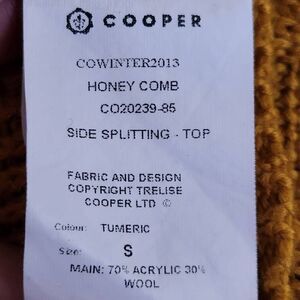 COOPER
COWINTER2013
HONEY COMB
CO20239-85
SIDE SPLITTING - TOP
FABRIC AND DESIGN
COPYRIGHT TRELISE
COOPER LTD ©
Colour: TUMERIC
Size: S
MAIN: 70% ACRYLIC 30%
WOOL